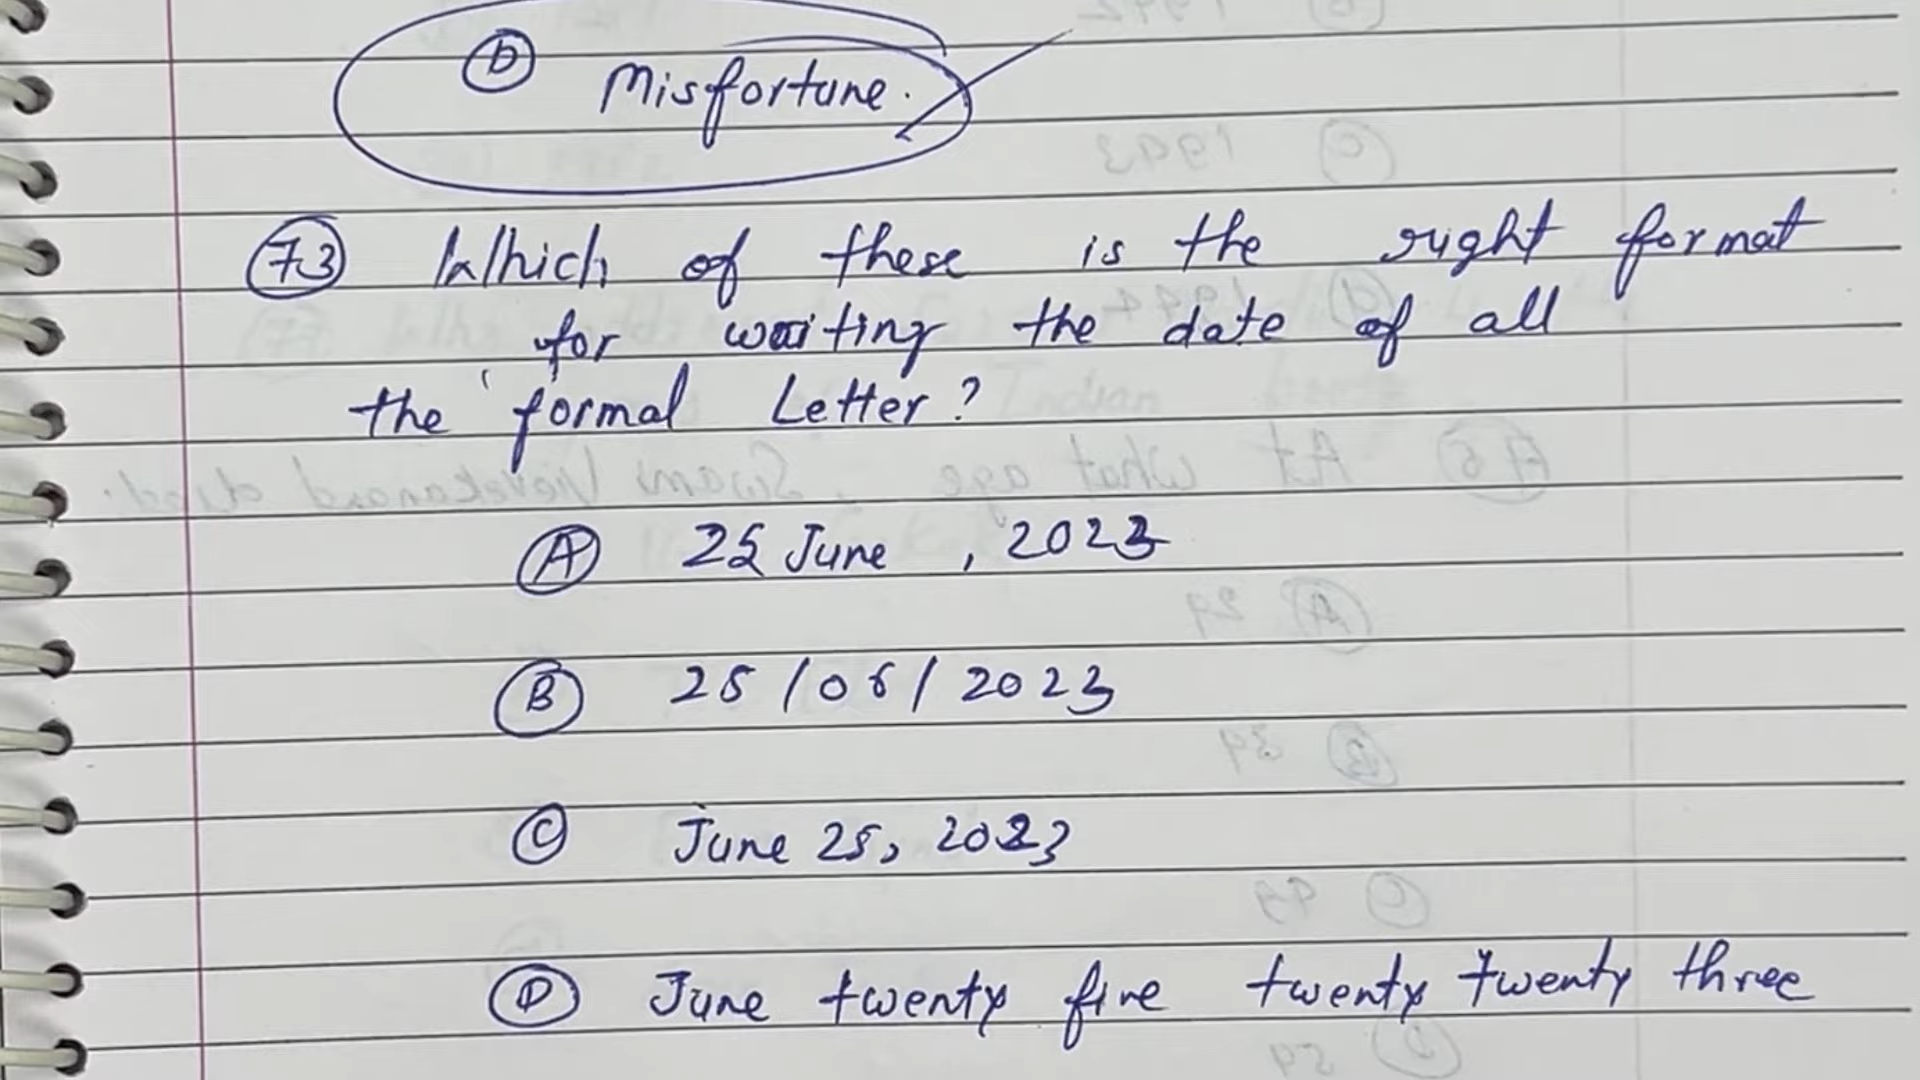 D Misfortune.
73 Which of these is the right format
for writing the date of all
the formal Letter?
A 25 June , 2023
B 25/06/2023
C June 25, 2023
D June twenty five twenty twenty three